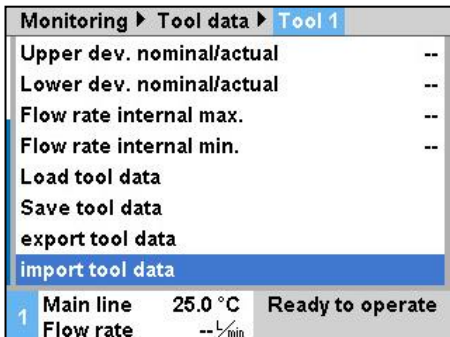 Monitoring ▶ Tool data ▶ Tool 1
Upper dev. nominal/actual --
Lower dev. nominal/actual --
Flow rate internal max. --
Flow rate internal min. --
Load tool data
Save tool data
export tool data
import tool data
1 Main line 25.0 °C Ready to operate
Flow rate -- L/min